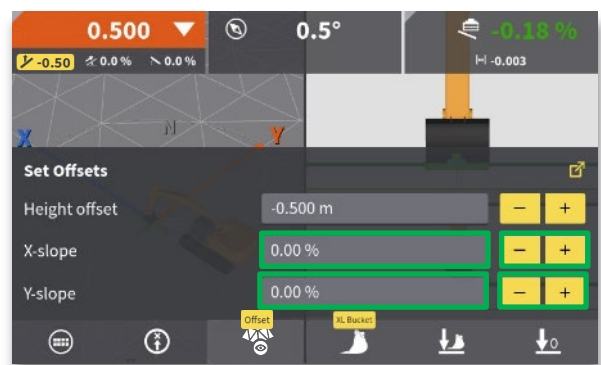 0.500 ▼ 0.5° -0.18 %
-0.50 0.0 % 0.0 % -0.003
X N Y
Set Offsets
Height offset -0.500 m − +
X-slope 0.00 % − +
Y-slope 0.00 % − +
Offset XL Bucket
0